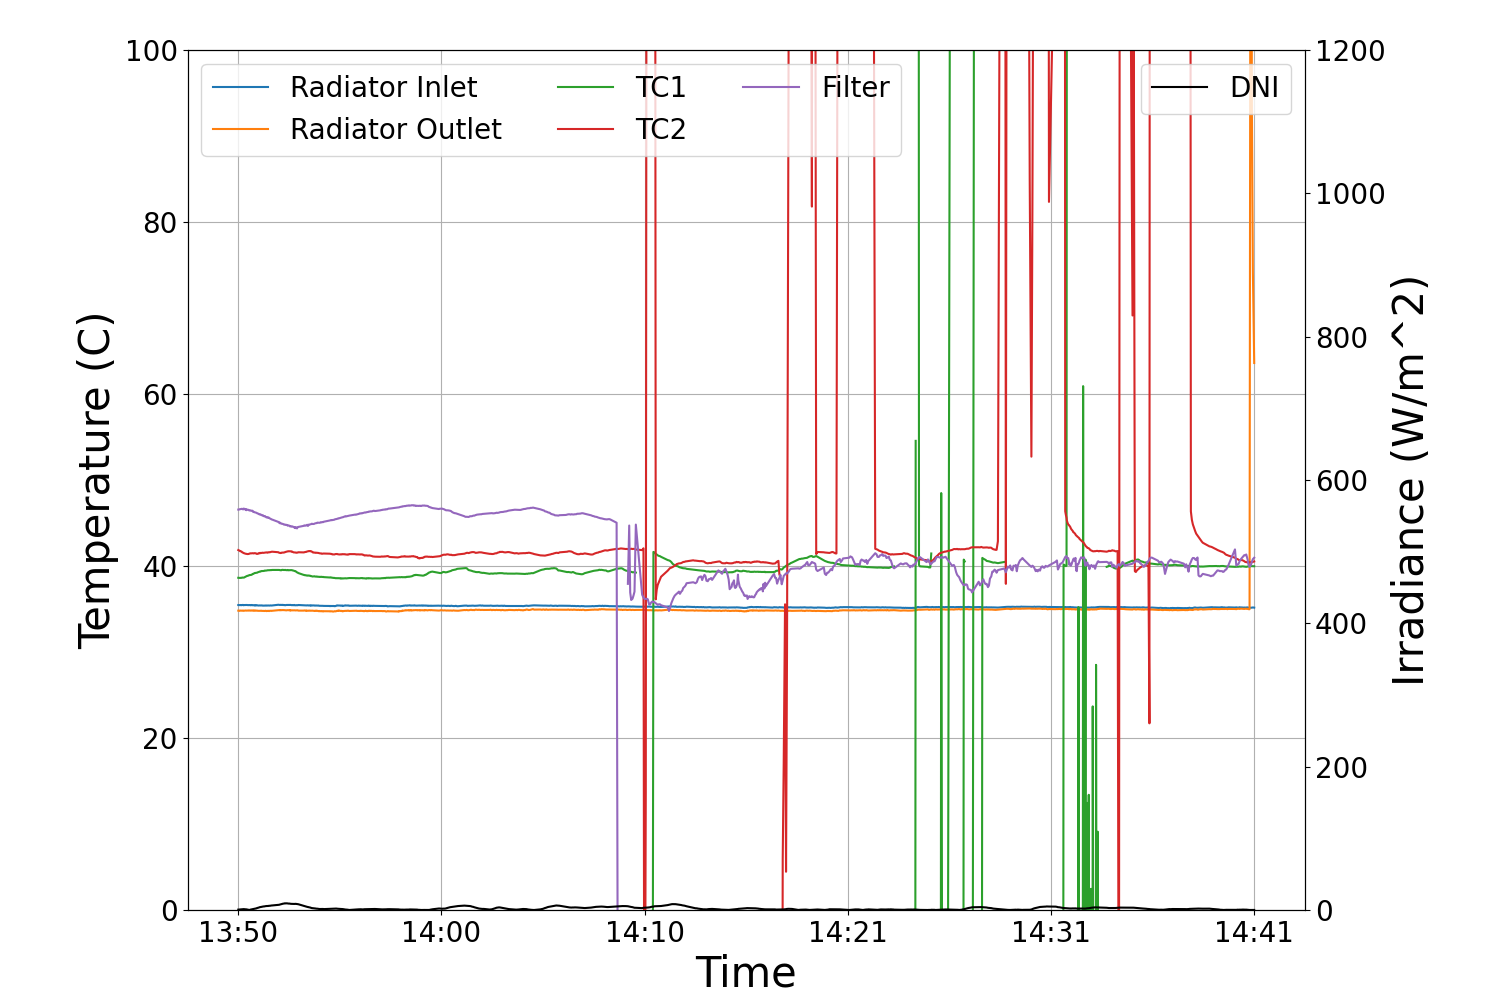 100
80
60
40
20
0
Temperature (C)
Radiator Inlet
Radiator Outlet
TC1
TC2
Filter
DNI
1200
1000
800
600
400
200
0
Irradiance (W/m^2)
13:50 14:00 14:10 14:21 14:31 14:41
Time